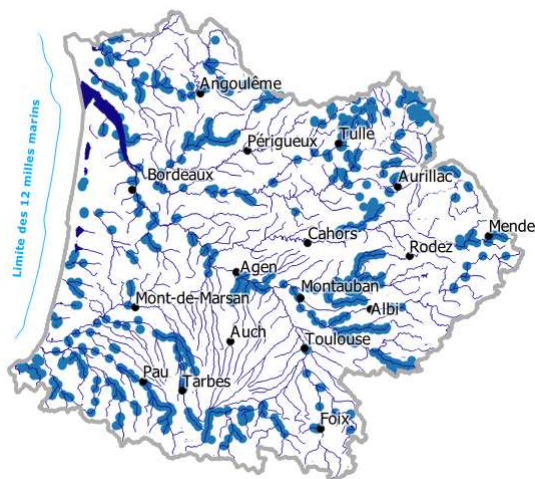 Angoulême
Périgueux
Tulle
Limite des 12 milles marins
Bordeaux
Aurillac
Cahors
Mende
Rodez
Agen
Montauban
Mont-de-Marsan
Albi
Auch
Toulouse
Pau
Tarbes
Foix